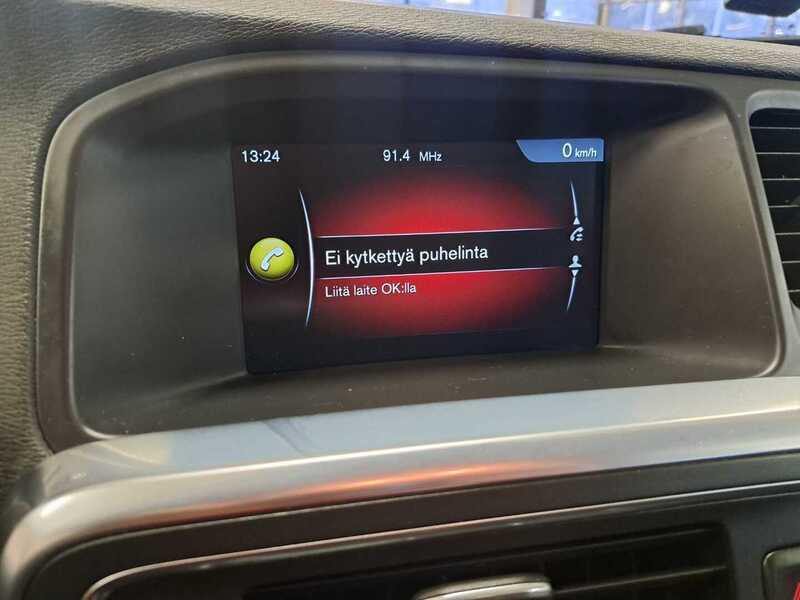 13:24 91.4 MHz 0 km/h
Ei kytkettyä puhelinta
Liitä laite OK:lla